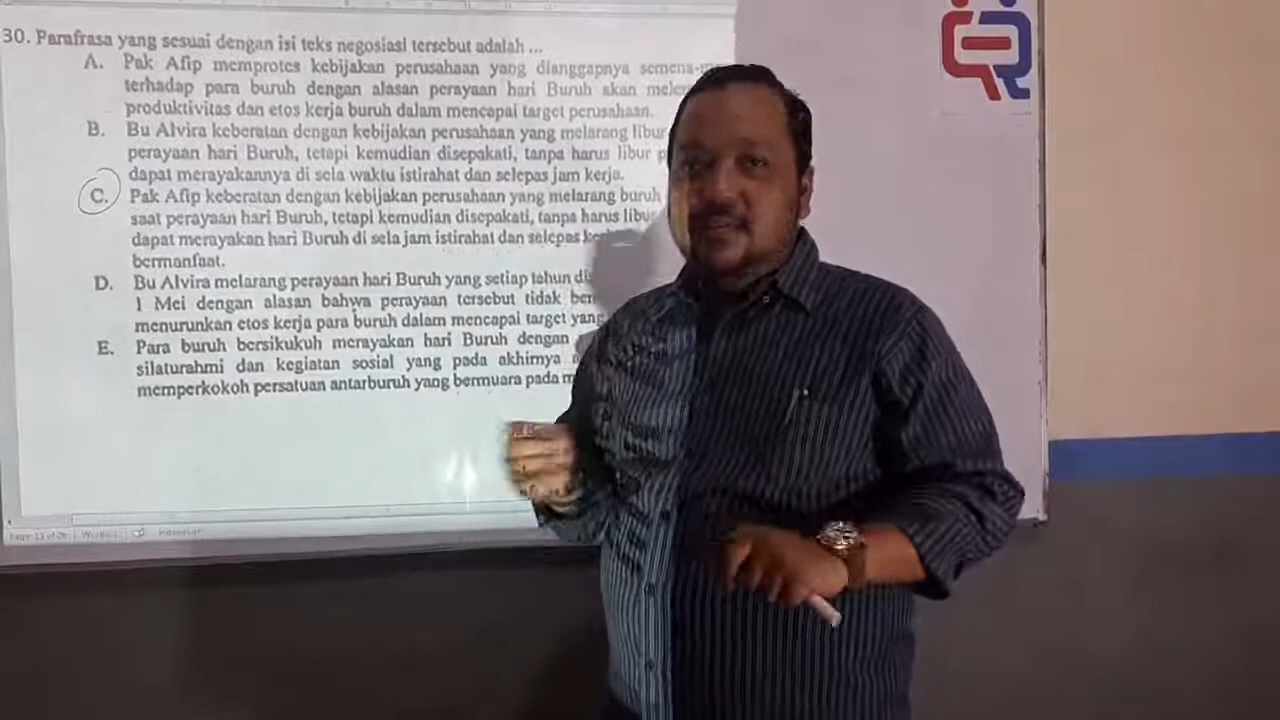 30. Parafrasa yang sesuai dengan isi teks negosiasi tersebut adalah ...
A. Pak Afip memprotes kebijakan perusahaan yang dianggapnya semena-
terhadap para buruh dengan alasan perayaan hari Buruh akan
produktivitas dan etos kerja buruh dalam mencapai target perusahaan.
B. Bu Alvira keberatan dengan kebijakan perusahaan yang melarang libur
perayaan hari Buruh, tetapi kemudian disepakati, tanpa harus libur
dapat merayakannya di sela waktu istirahat dan selepas jam kerja.
C. Pak Afip keberatan dengan kebijakan perusahaan yang melarang buruh
saat perayaan hari Buruh, tetapi kemudian disepakati, tanpa harus libur
dapat merayakan hari Buruh di sela jam istirahat dan selepas
bermanfaat.
D. Bu Alvira melarang perayaan hari Buruh yang setiap tahun
1 Mei dengan alasan bahwa perayaan tersebut tidak
menurunkan etos kerja para buruh dalam mencapai target yang
E. Para buruh bersikukuh merayakan hari Buruh dengan
silaturahmi dan kegiatan sosial yang pada akhirnya
memperkokoh persatuan antarburuh yang bermuara pada